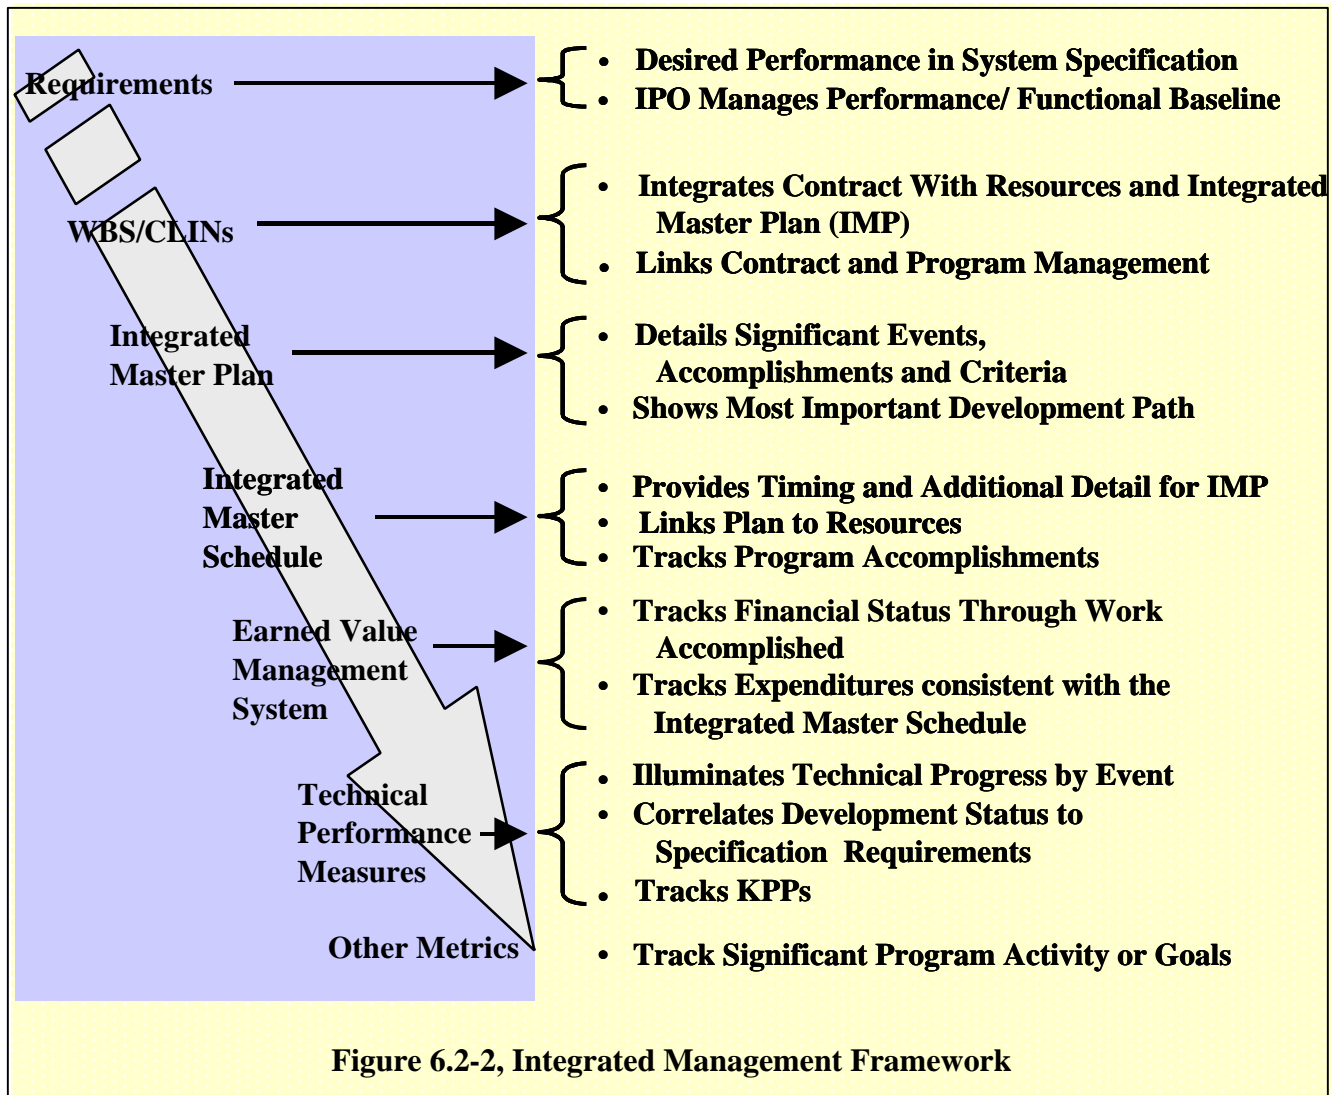 Requirements
• Desired Performance in System Specification
• IPO Manages Performance/ Functional Baseline
WBS/CLINs
• Integrates Contract With Resources and Integrated
Master Plan (IMP)
• Links Contract and Program Management
Integrated
Master Plan
• Details Significant Events,
Accomplishments and Criteria
• Shows Most Important Development Path
Integrated
Master
Schedule
• Provides Timing and Additional Detail for IMP
• Links Plan to Resources
• Tracks Program Accomplishments
Earned Value
Management
System
• Tracks Financial Status Through Work
Accomplished
• Tracks Expenditures consistent with the
Integrated Master Schedule
Technical
Performance
Measures
• Illuminates Technical Progress by Event
• Correlates Development Status to
Specification Requirements
• Tracks KPPs
Other Metrics
• Track Significant Program Activity or Goals
Figure 6.2-2, Integrated Management Framework